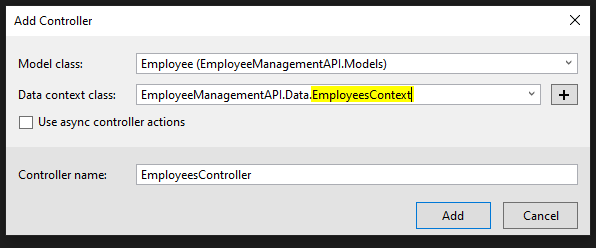 Add Controller
Model class: Employee (EmployeeManagementAPI.Models)
Data context class: EmployeeManagementAPI.Data.EmployeesContext +
Use async controller actions
Controller name: EmployeesController
Add Cancel